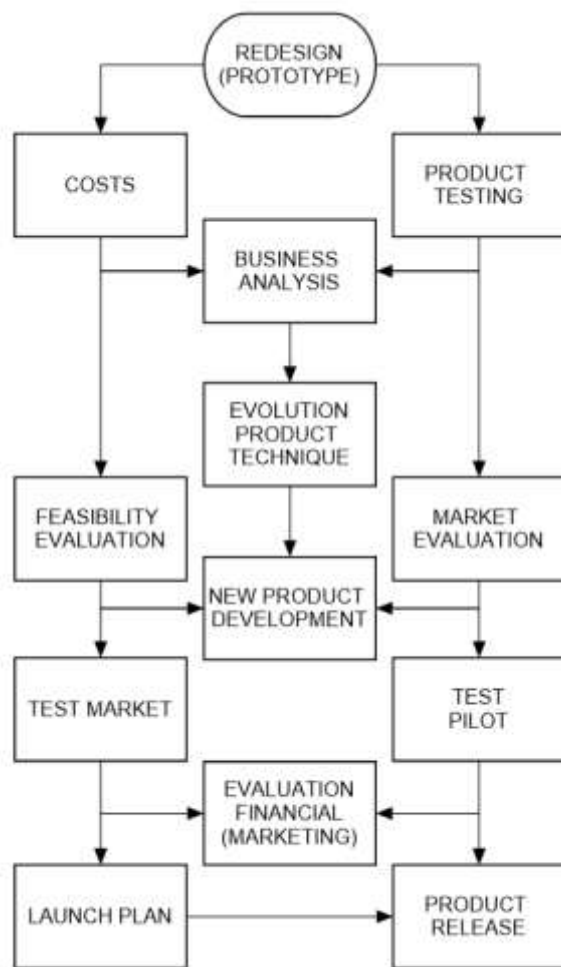 REDESIGN
(PROTOTYPE)
COSTS
PRODUCT
TESTING
BUSINESS
ANALYSIS
EVOLUTION
PRODUCT
TECHNIQUE
FEASIBILITY
EVALUATION
MARKET
EVALUATION
NEW PRODUCT
DEVELOPMENT
TEST MARKET
TEST
PILOT
EVALUATION
FINANCIAL
(MARKETING)
LAUNCH PLAN
PRODUCT
RELEASE